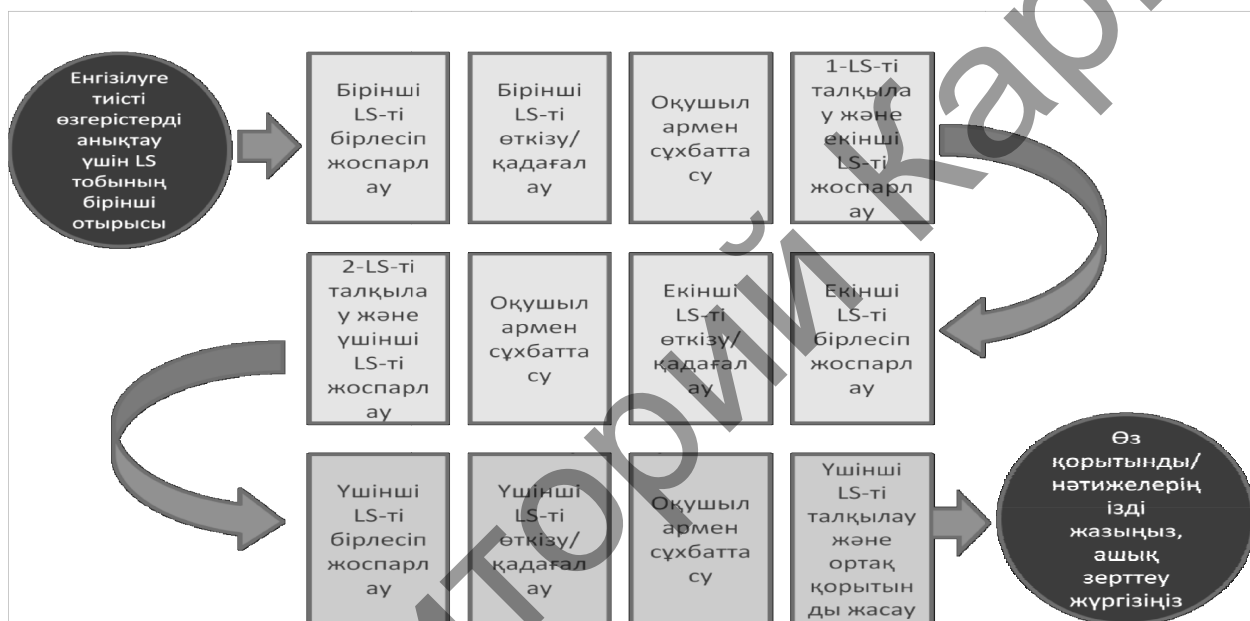 Енгізілуге
тиісті
өзгерістерді
анықтау
үшін LS
тобының
бірінші
отырысы
Бірінші
LS-ті
бірлесіп
жоспарл
ау
Бірінші
LS-ті
өткізу/
қадағал
ау
Оқушыл
армен
сұхбатта
су
1-LS-ті
талқыла
у және
екінші
LS-ті
жоспарл
ау
Екінші
LS-ті
бірлесіп
жоспарл
ау
Екінші
LS-ті
өткізу/
қадағал
ау
Оқушыл
армен
сұхбатта
су
2-LS-ті
талқыла
у және
үшінші
LS-ті
жоспарл
ау
Үшінші
LS-ті
бірлесіп
жоспарл
ау
Үшінші
LS-ті
өткізу/
қадағал
ау
Оқушыл
армен
сұхбатта
су
Үшінші
LS-ті
талқылау
және
ортақ
қорытын
ды жасау
Өз
қорытынды/
нәтижелерің
ізді
жазыңыз,
ашық
зерттеу
жүргізіңіз